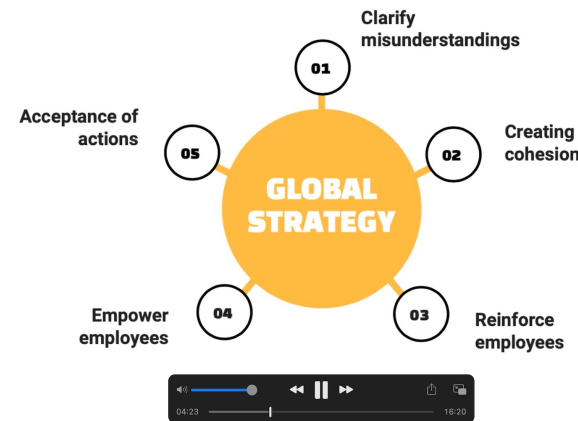 Clarify
misunderstandings
01
Creating
cohesion
02
Reinforce
employees
03
Empower
employees
04
Acceptance of
actions
05
GLOBAL
STRATEGY
04:23
16:20